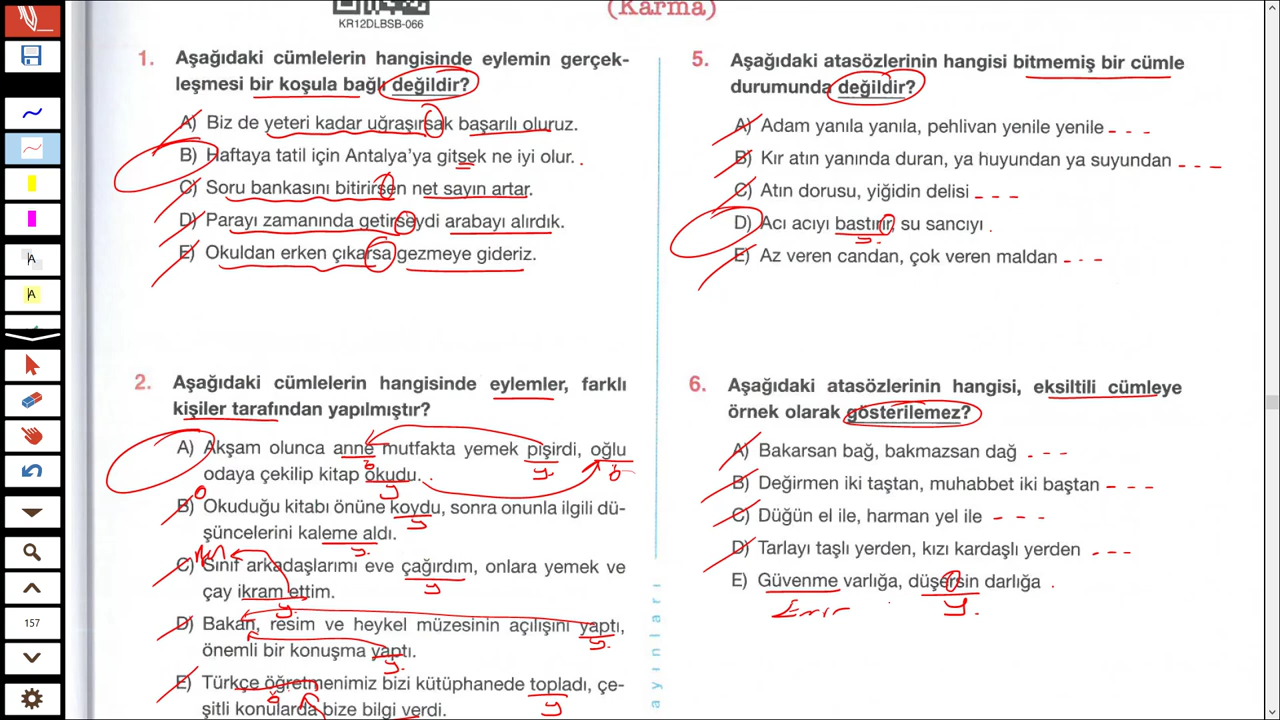 KR12DLBSB-066
(Karma)
1. Aşağıdaki cümlelerin hangisinde eylemin gerçek-
leşmesi bir koşula bağlı değildir?
A) Biz de yeteri kadar uğraşırsak başarılı oluruz.
B) Haftaya tatil için Antalya'ya gitsek ne iyi olur.
C) Soru bankasını bitirirsen net sayın artar.
D) Parayı zamanında getirseydi arabayı alırdık.
E) Okuldan erken çıkarsa gezmeye gideriz.
2. Aşağıdaki cümlelerin hangisinde eylemler, farklı
kişiler tarafından yapılmıştır?
A) Akşam olunca anne mutfakta yemek pişirdi, oğlu
ö y ö
odaya çekilip kitap okudu.
y
B) Okuduğu kitabı önüne koydu, sonra onunla ilgili dü-
o y
şüncelerini kaleme aldı.
y.
C) Sınıf arkadaşlarımı eve çağırdım, onlara yemek ve
y
çay ikram ettim.
y.
D) Bakan, resim ve heykel müzesinin açılışını yaptı,
y.
önemli bir konuşma yaptı.
y.
E) Türkçe öğretmenimiz bizi kütüphanede topladı, çe-
ö y
şitli konularda bize bilgi verdi.
5. Aşağıdaki atasözlerinin hangisi bitmemiş bir cümle
durumunda değildir?
A) Adam yanıla yanıla, pehlivan yenile yenile - - -
B) Kır atın yanında duran, ya huyundan ya suyundan - - -
C) Atın dorusu, yiğidin delisi - - -
D) Acı acıyı bastırır, su sancıyı .
y.
E) Az veren candan, çok veren maldan - - -
6. Aşağıdaki atasözlerinin hangisi, eksiltili cümleye
örnek olarak gösterilemez?
A) Bakarsan bağ, bakmazsan dağ - - -
B) Değirmen iki taştan, muhabbet iki baştan - - -
C) Düğün el ile, harman yel ile - - -
D) Tarlayı taşlı yerden, kızı kardaşlı yerden - - -
E) Güvenme varlığa, düşersin darlığa .
Emir y.
ayınları
157